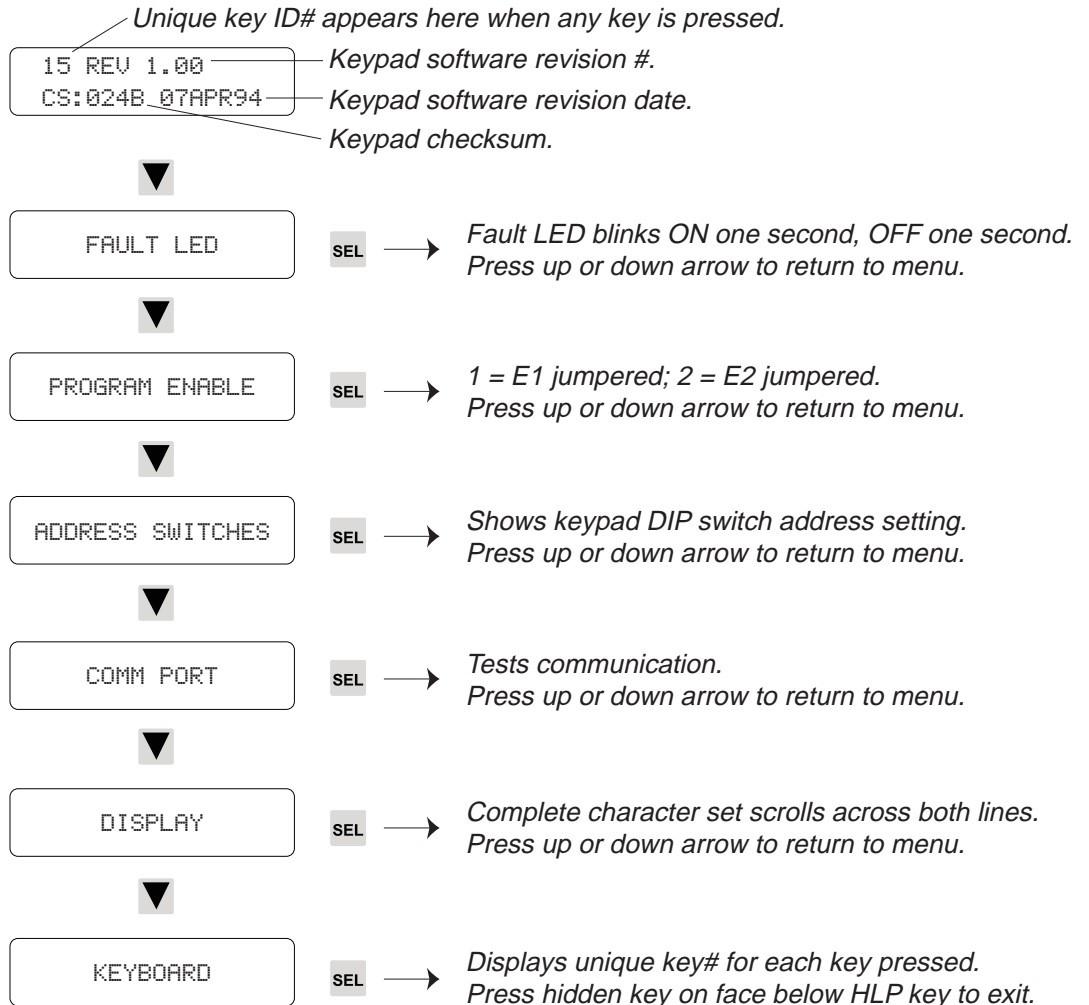 Unique key ID# appears here when any key is pressed.
15 REV 1.00
Keypad software revision #.
CS:024B 07APR94
Keypad software revision date.
Keypad checksum.
FAULT LED
SEL
Fault LED blinks ON one second, OFF one second.
Press up or down arrow to return to menu.
PROGRAM ENABLE
SEL
1 = E1 jumpered; 2 = E2 jumpered.
Press up or down arrow to return to menu.
ADDRESS SWITCHES
SEL
Shows keypad DIP switch address setting.
Press up or down arrow to return to menu.
COMM PORT
SEL
Tests communication.
Press up or down arrow to return to menu.
DISPLAY
SEL
Complete character set scrolls across both lines.
Press up or down arrow to return to menu.
KEYBOARD
SEL
Displays unique key# for each key pressed.
Press hidden key on face below HLP key to exit.